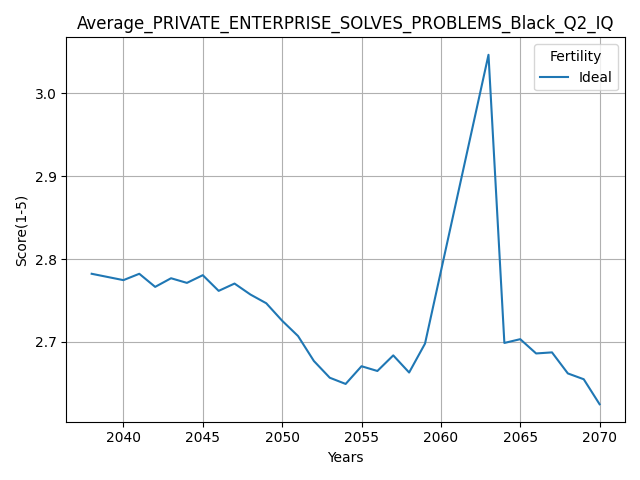 Average_PRIVATE_ENTERPRISE_SOLVES_PROBLEMS_Black_Q2_IQ
Fertility
Ideal
Score(1-5)
3.0
2.9
2.8
2.7
2040 2045 2050 2055 2060 2065 2070
Years